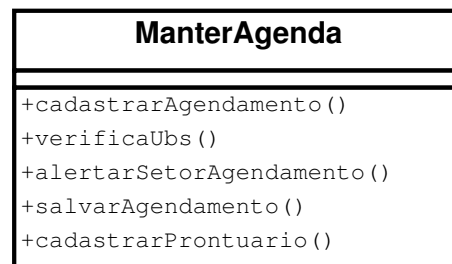 ManterAgenda
+cadastrarAgendamento()
+verificaUbs()
+alertarSetorAgendamento()
+salvarAgendamento()
+cadastrarProntuario()